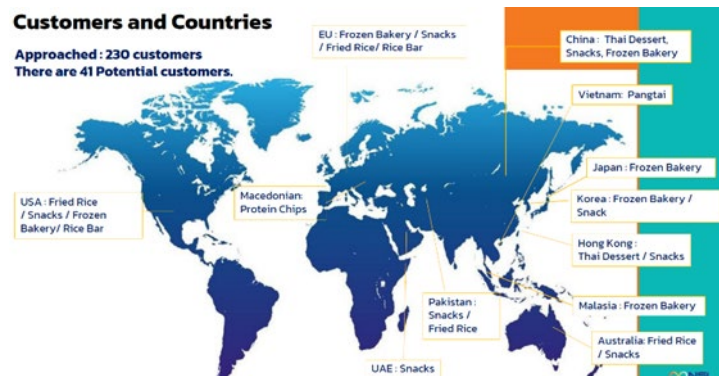 Customers and Countries
Approached : 230 customers
There are 41 Potential customers.
EU : Frozen Bakery / Snacks
/ Fried Rice/ Rice Bar
China : Thai Dessert,
Snacks, Frozen Bakery
Vietnam: Pangtai
Japan : Frozen Bakery
USA : Fried Rice
/ Snacks / Frozen
Bakery/ Rice Bar
Macedonian:
Protein Chips
Korea : Frozen Bakery /
Snack
Hong Kong :
Thai Dessert / Snacks
Pakistan :
Snacks /
Fried Rice
Malasia : Frozen Bakery
Australia: Fried Rice
/ Snacks
UAE : Snacks